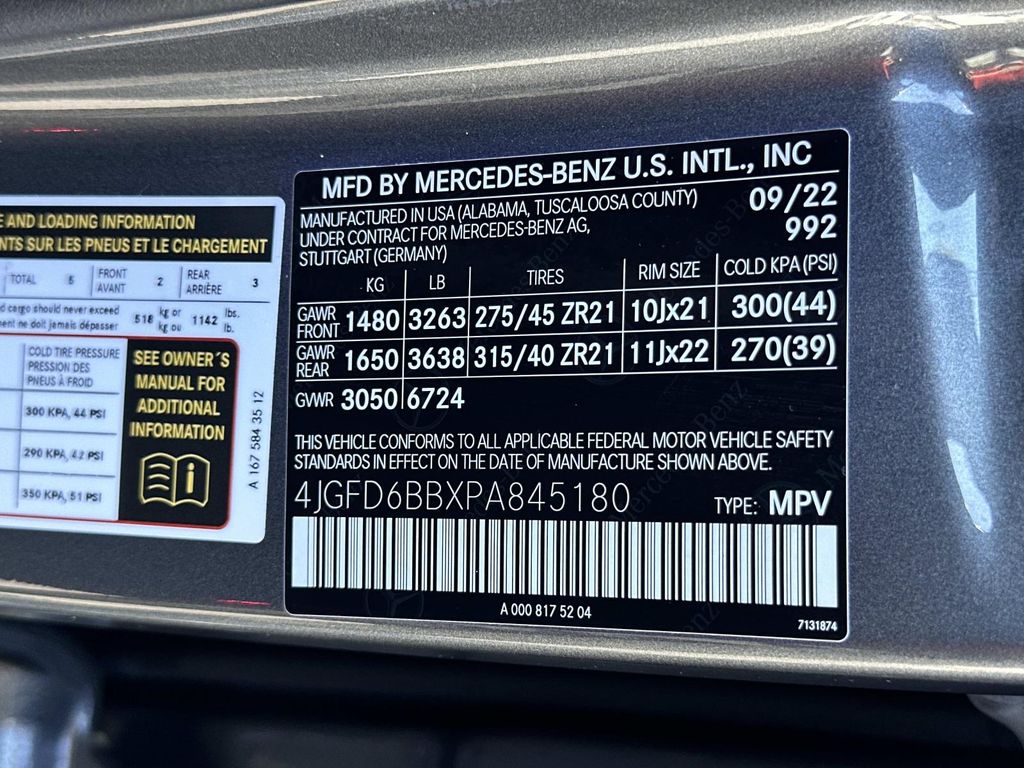 E AND LOADING INFORMATION
NTS SUR LES PNEUS ET LE CHARGEMENT
TOTAL 5 FRONT AVANT 2 REAR ARRIÈRE 3
d cargo should never exceed
ment ne doit jamais dépasser
518 kg or kg ou 1142 lbs. lb.
COLD TIRE PRESSURE
PRESSION DES
PNEUS À FROID
300 KPA, 44 PSI
290 KPA, 42 PSI
350 KPA, 51 PSI
SEE OWNER´S
MANUAL FOR
ADDITIONAL
INFORMATION
A 167 584 35 12
MFD BY MERCEDES-BENZ U.S. INTL., INC
MANUFACTURED IN USA (ALABAMA, TUSCALOOSA COUNTY) 09/22
UNDER CONTRACT FOR MERCEDES-BENZ AG, 992
STUTTGART (GERMANY)
KG LB TIRES RIM SIZE COLD KPA (PSI)
GAWR FRONT 1480 3263 275/45 ZR21 10Jx21 300(44)
GAWR REAR 1650 3638 315/40 ZR21 11Jx22 270(39)
GVWR 3050 6724
THIS VEHICLE CONFORMS TO ALL APPLICABLE FEDERAL MOTOR VEHICLE SAFETY
STANDARDS IN EFFECT ON THE DATE OF MANUFACTURE SHOWN ABOVE.
4JGFD6BBXPA845180 TYPE: MPV
A 000 817 52 04
7131874